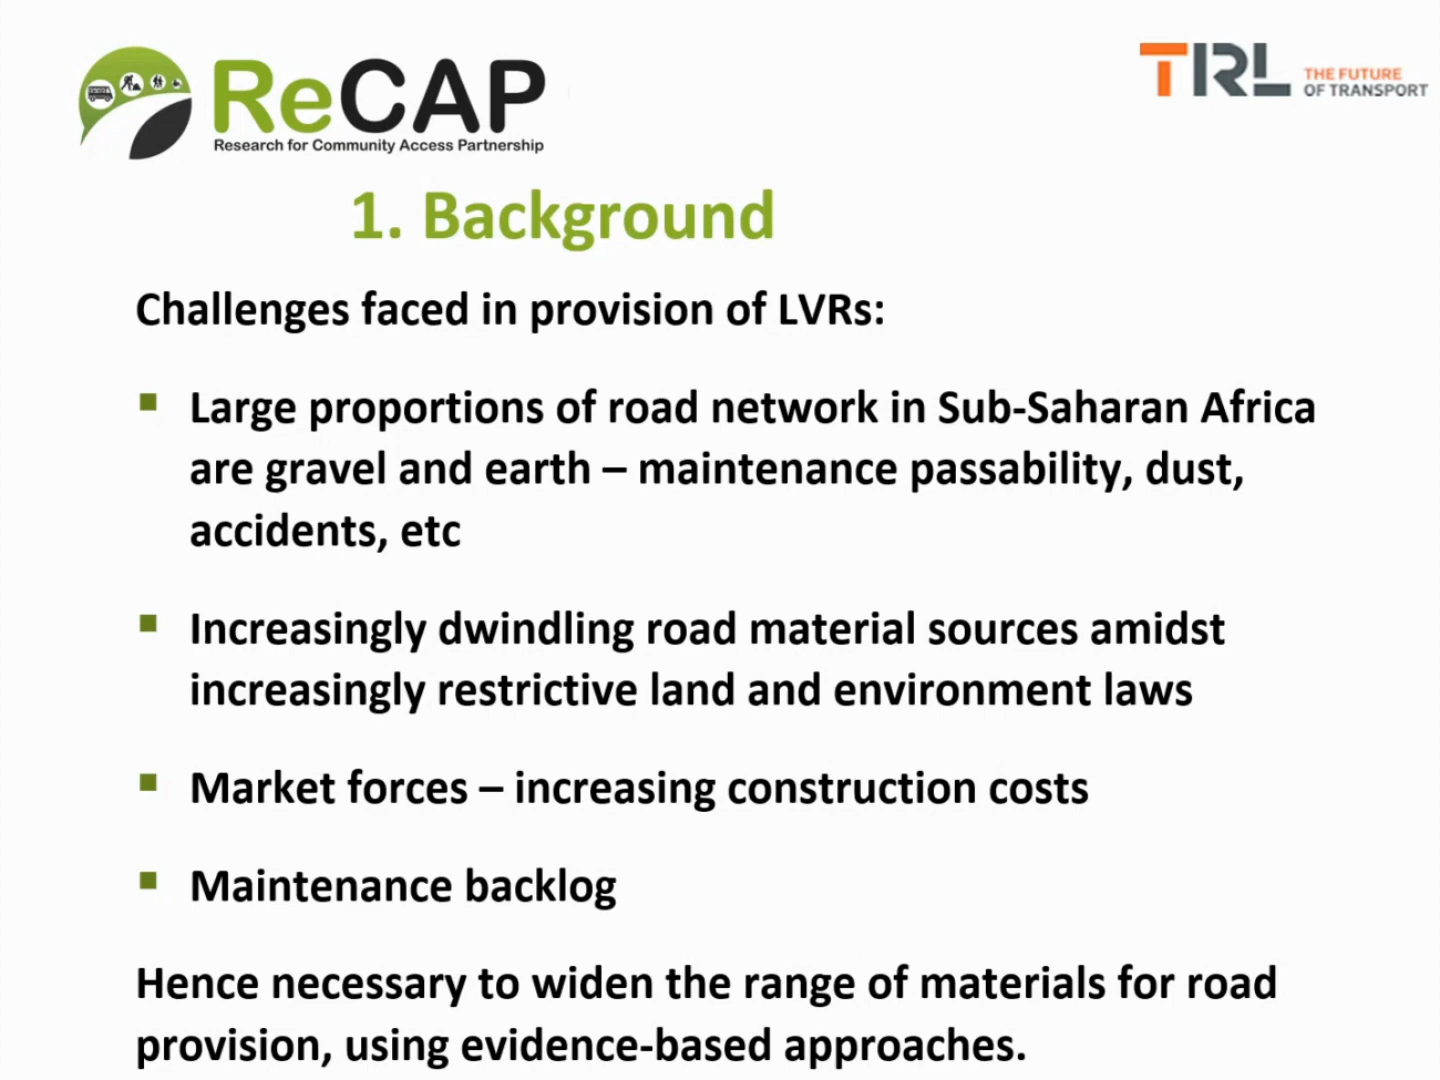 ReCAP
Research for Community Access Partnership
TRL THE FUTURE
OF TRANSPORT
1. Background
Challenges faced in provision of LVRs:
Large proportions of road network in Sub-Saharan Africa
are gravel and earth – maintenance passability, dust,
accidents, etc
Increasingly dwindling road material sources amidst
increasingly restrictive land and environment laws
Market forces – increasing construction costs
Maintenance backlog
Hence necessary to widen the range of materials for road
provision, using evidence-based approaches.